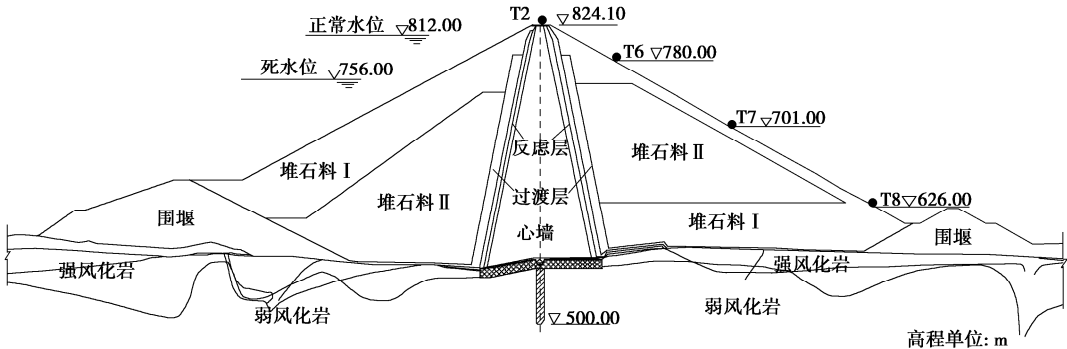 T2 ▽824.10
正常水位 ▽812.00
T6 ▽780.00
死水位 ▽756.00
T7 ▽701.00
反虑层
堆石料Ⅱ
堆石料Ⅰ
过渡层
堆石料Ⅱ
T8▽626.00
围堰
堆石料Ⅰ
心墙
围堰
强风化岩
强风化岩
弱风化岩
弱风化岩
▽500.00
高程单位: m